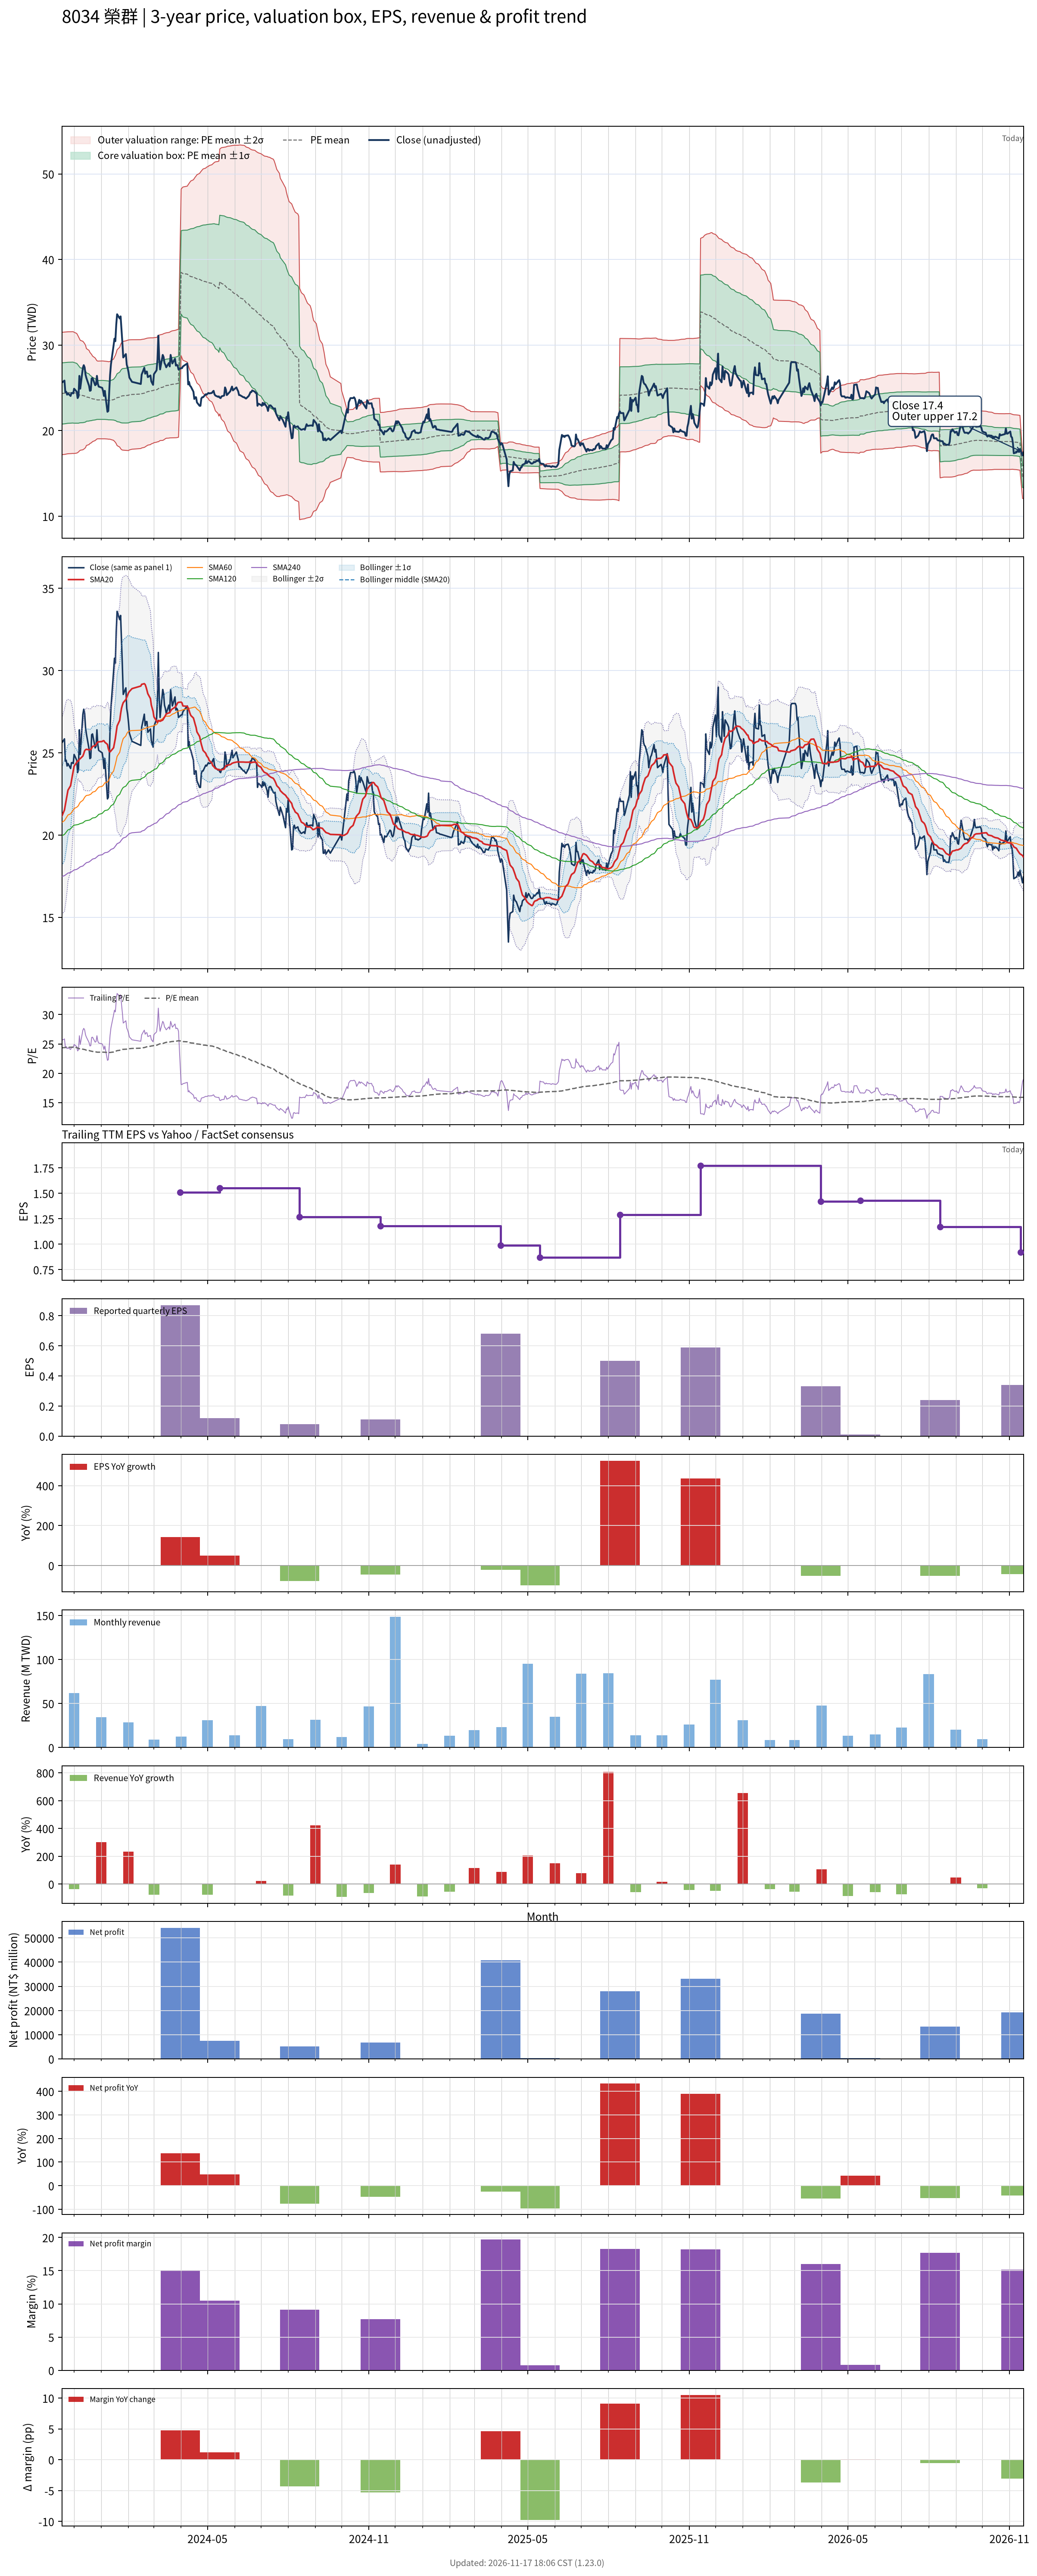 8034 榮群 | 3-year price, valuation box, EPS, revenue & profit trend
Outer valuation range: PE mean ±2σ
PE mean
Close (unadjusted)
Core valuation box: PE mean ±1σ
Today
Price (TWD)
50
40
30
20
10
Close 17.4
Outer upper 17.2
Close (same as panel 1)
SMA60
SMA240
Bollinger ±1σ
SMA20
SMA120
Bollinger ±2σ
Bollinger middle (SMA20)
Price
35
30
25
20
15
Trailing P/E
P/E mean
P/E
30
25
20
15
Trailing TTM EPS vs Yahoo / FactSet consensus
Today
EPS
1.75
1.50
1.25
1.00
0.75
Reported quarterly EPS
EPS
0.8
0.6
0.4
0.2
0.0
EPS YoY growth
YoY (%)
400
200
0
Monthly revenue
Revenue (M TWD)
150
100
50
0
Revenue YoY growth
YoY (%)
800
600
400
200
0
Month
Net profit
Net profit (NT$ million)
50000
40000
30000
20000
10000
0
Net profit YoY
YoY (%)
400
300
200
100
0
-100
Net profit margin
Margin (%)
20
15
10
5
0
Margin YoY change
Δ margin (pp)
10
5
0
-5
-10
2024-05
2024-11
2025-05
2025-11
2026-05
2026-11
Updated: 2026-11-17 18:06 CST (1.23.0)